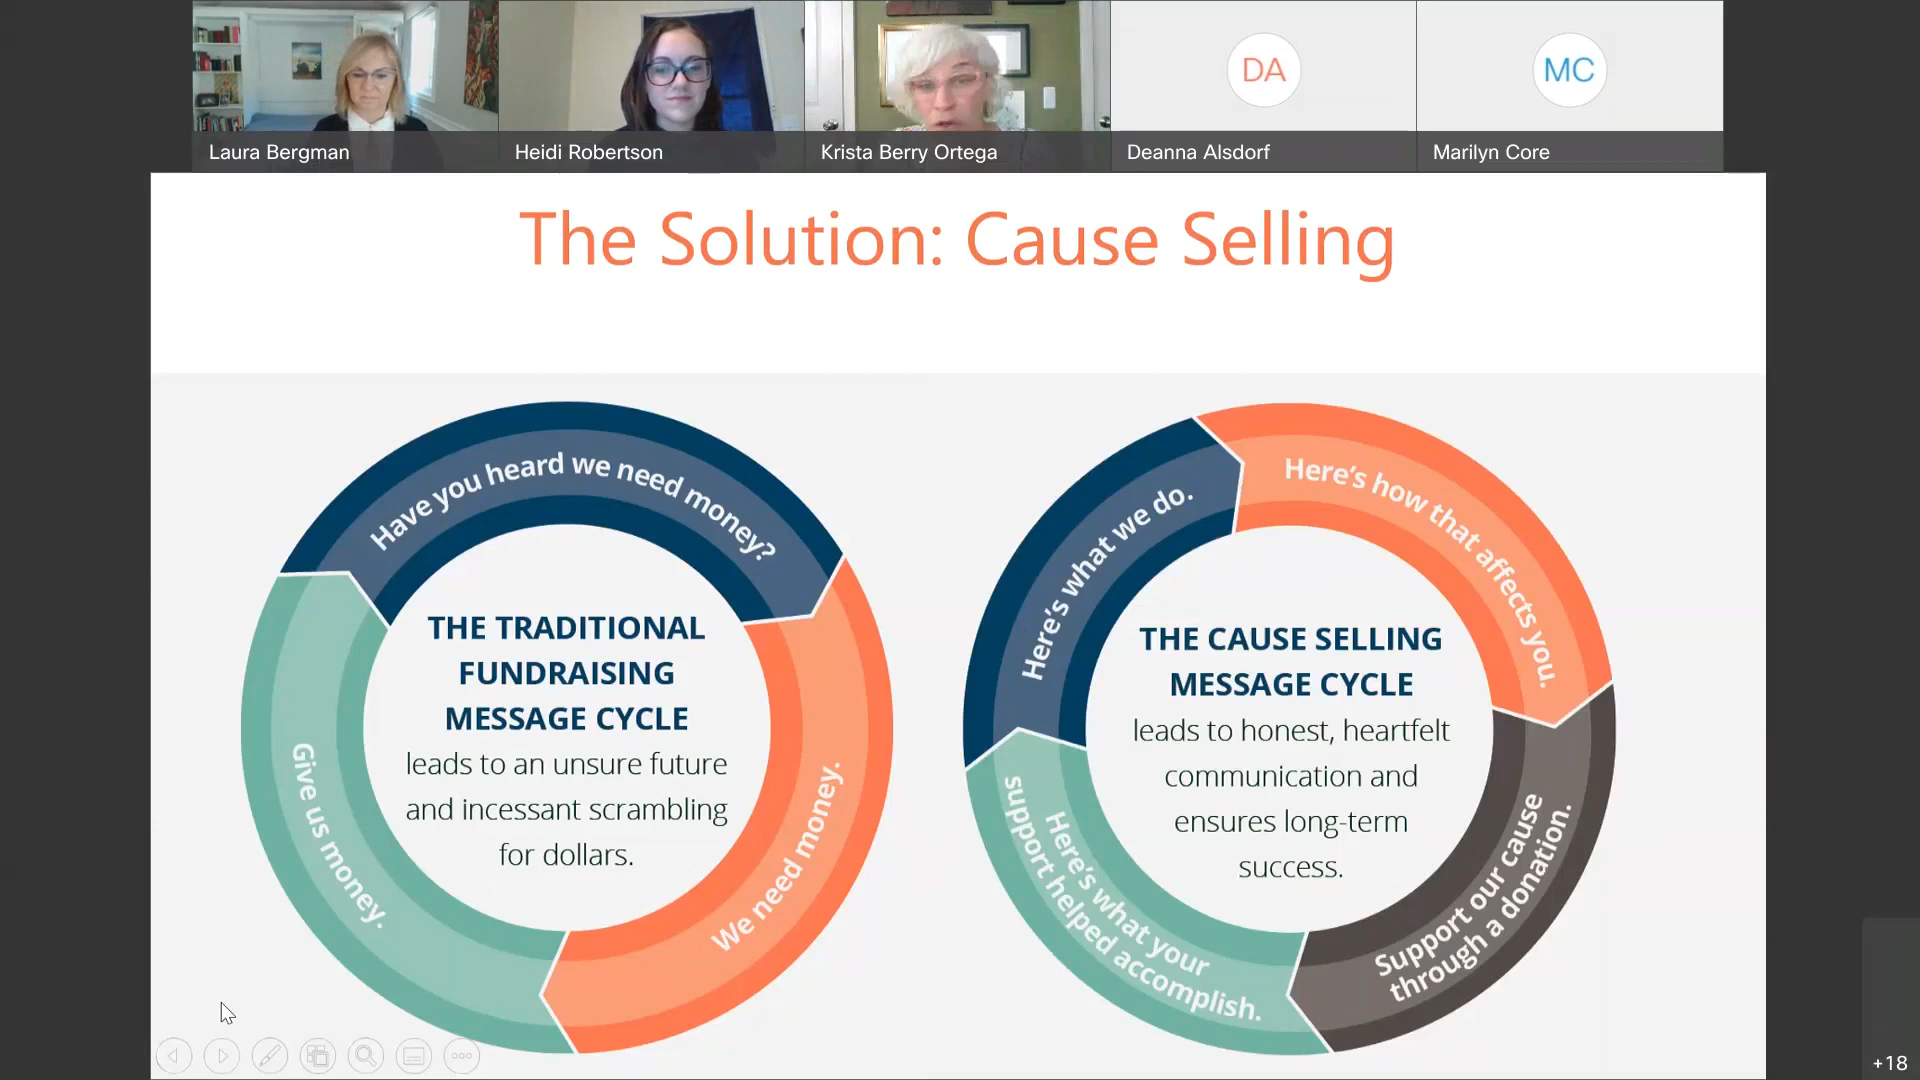 DA
MC
Laura Bergman
Heidi Robertson
Krista Berry Ortega
Deanna Alsdorf
Marilyn Core
The Solution: Cause Selling
Have you heard we need money?
We need money.
Give us money.
THE TRADITIONAL
FUNDRAISING
MESSAGE CYCLE
leads to an unsure future
and incessant scrambling
for dollars.
Here's what we do.
Here's how that affects you.
Support our cause
through a donation.
Here's what your
support helped accomplish.
THE CAUSE SELLING
MESSAGE CYCLE
leads to honest, heartfelt
communication and
ensures long-term
success.
+18